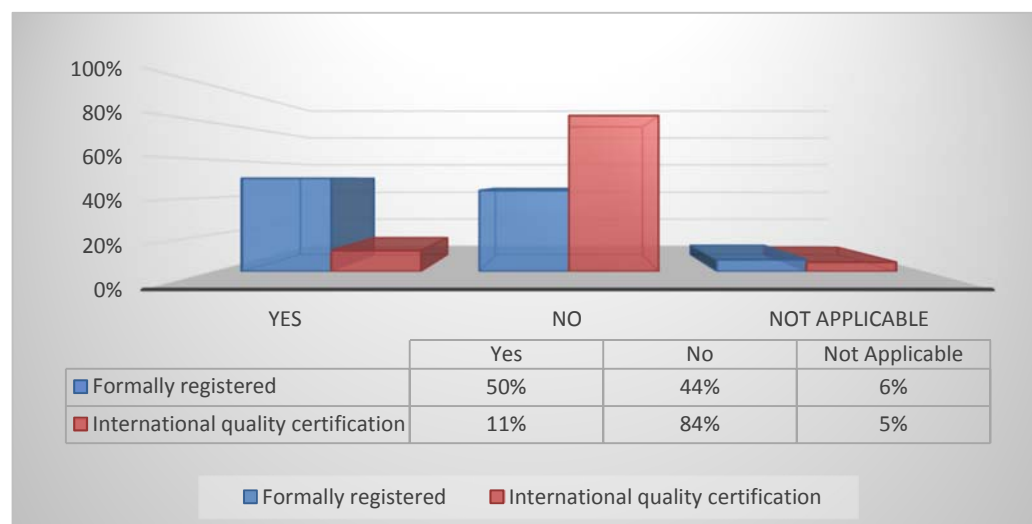 100%
80%
60%
40%
20%
0%
YES NO NOT APPLICABLE
Yes No Not Applicable
Formally registered 50% 44% 6%
International quality certification 11% 84% 5%
Formally registered International quality certification